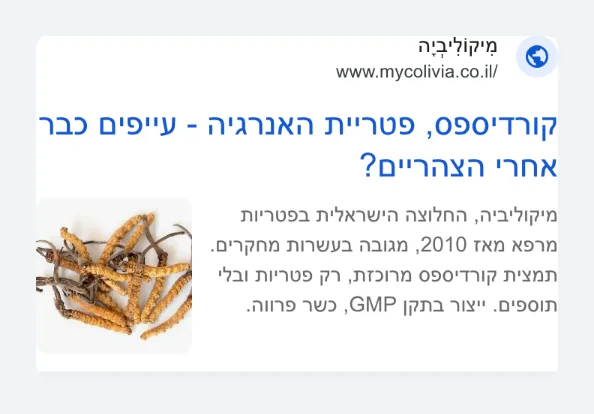 מִיקוֹלִיבְיָה
www.mycolivia.co.il/
קורדיספס, פטריית האנרגיה - עייפים כבר
אחרי הצהריים?
מיקוליביה, החלוצה הישראלית בפטריות
מרפא מאז 2010, מגובה בעשרות מחקרים.
תמצית קורדיספס מרוכזת, רק פטריות ובלי
תוספים. ייצור בתקן GMP, כשר פרווה.